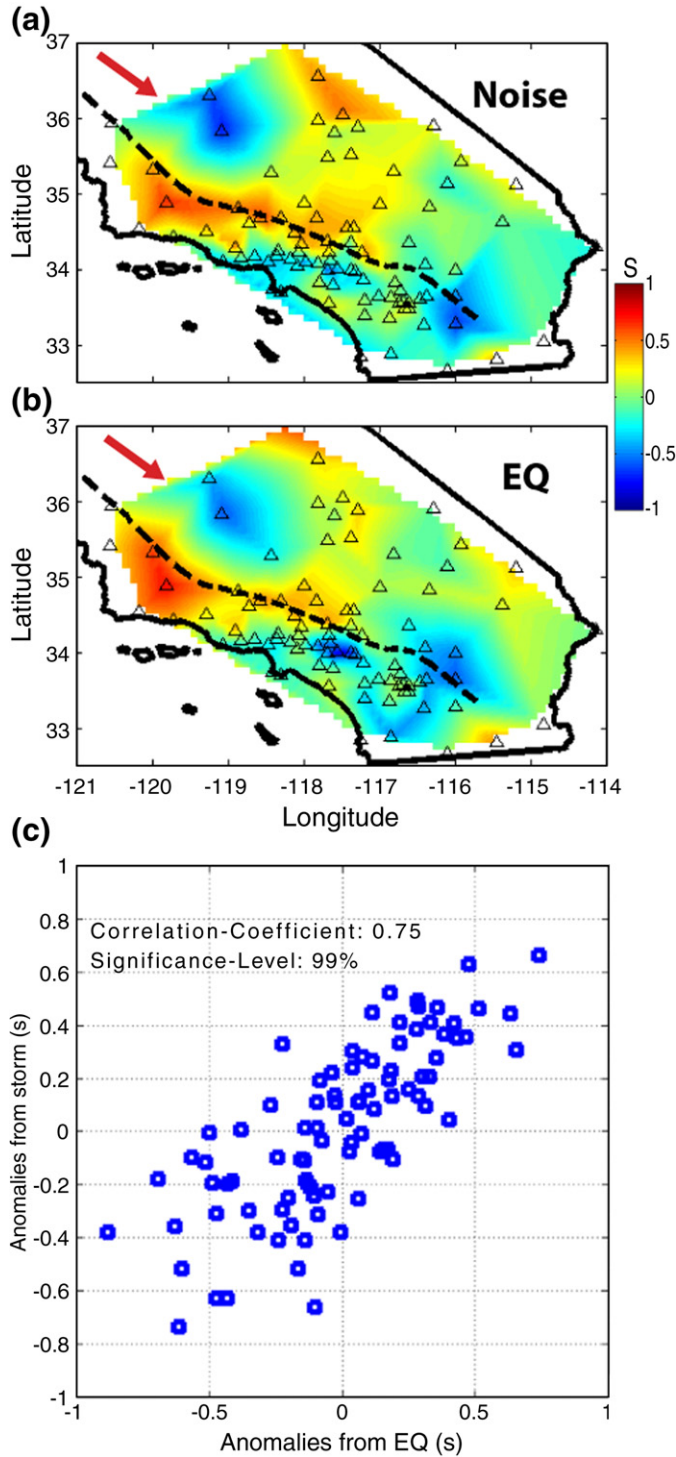 (a)
37
36
35
34
33
Latitude
Noise
S
1
0.5
0
-0.5
-1
(b)
37
36
35
34
33
Latitude
EQ
-121 -120 -119 -118 -117 -116 -115 -114
Longitude
(c)
1
0.8
0.6
0.4
0.2
0
-0.2
-0.4
-0.6
-0.8
-1
Anomalies from storm (s)
Correlation-Coefficient: 0.75
Significance-Level: 99%
-1 -0.5 0 0.5 1
Anomalies from EQ (s)